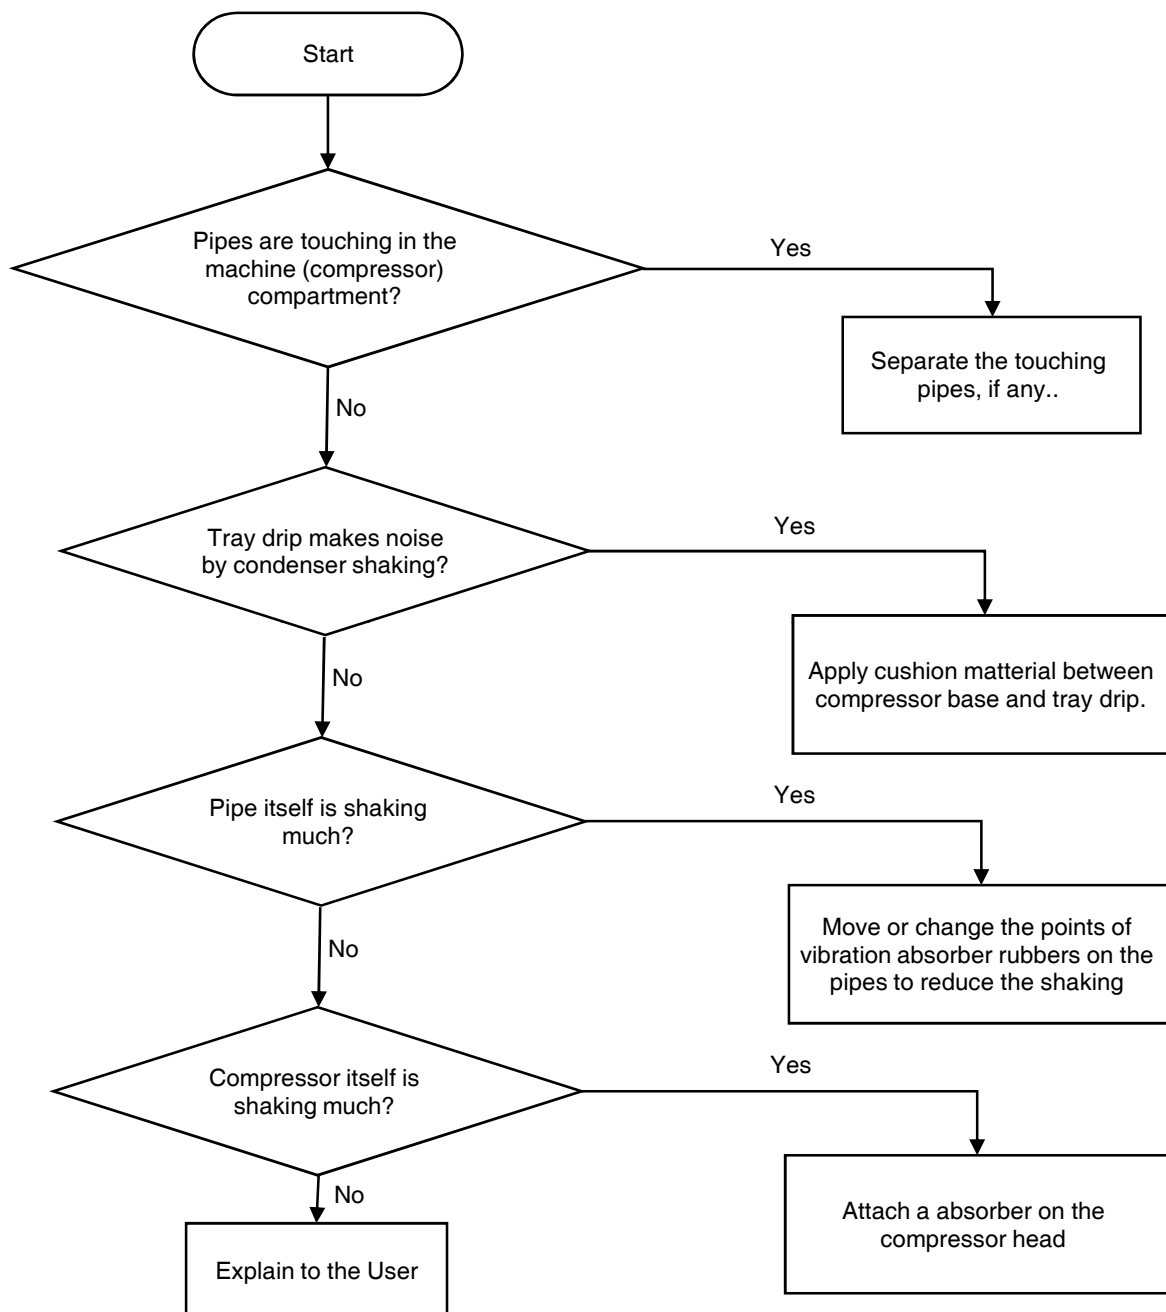 Start
Pipes are touching in the
machine (compressor)
compartment?
Yes
Separate the touching
pipes, if any..
No
Tray drip makes noise
by condenser shaking?
Yes
Apply cushion matterial between
compressor base and tray drip.
No
Pipe itself is shaking
much?
Yes
Move or change the points of
vibration absorber rubbers on the
pipes to reduce the shaking
No
Compressor itself is
shaking much?
Yes
Attach a absorber on the
compressor head
No
Explain to the User